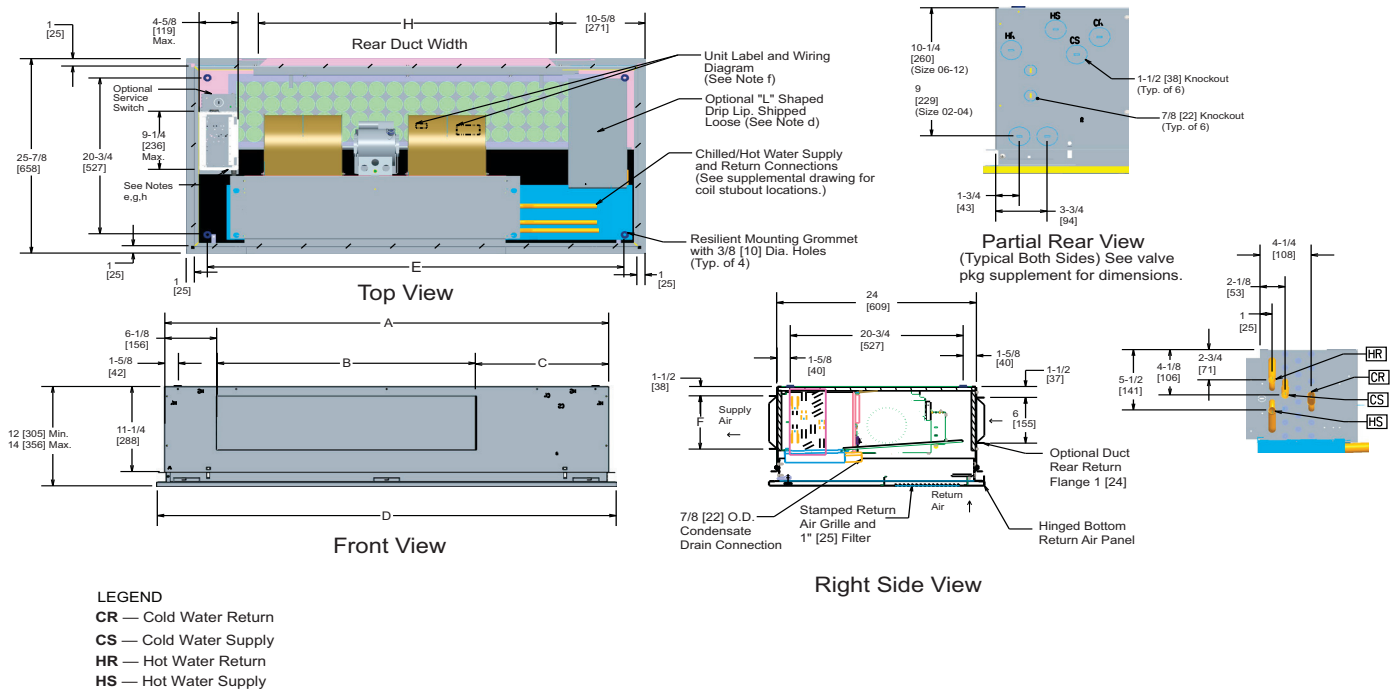 1
[25]
4-5/8
[119]
Max.
H
10-5/8
[271]
Rear Duct Width
Optional
Service
Switch
9-1/4
[236]
Max.
25-7/8
[658]
20-3/4
[527]
See Notes
e,g,h
1
[25]
1
[25]
E
1
[25]
Top View
Unit Label and Wiring
Diagram
(See Note f)
Optional "L" Shaped
Drip Lip. Shipped
Loose (See Note d)
Chilled/Hot Water Supply
and Return Connections
(See supplemental drawing for
coil stubout locations.)
Resilient Mounting Grommet
with 3/8 [10] Dia. Holes
(Typ. of 4)
10-1/4
[260]
(Size 06-12)
9
[229]
(Size 02-04)
HS
CR
HR
CS
1-1/2 [38] Knockout
(Typ. of 6)
7/8 [22] Knockout
(Typ. of 6)
1-3/4
[43]
3-3/4
[94]
Partial Rear View
(Typical Both Sides) See valve
pkg supplement for dimensions.
A
6-1/8
[156]
1-5/8
[42]
B
C
12 [305] Min.
14 [356] Max.
11-1/4
[288]
D
Front View
24
[609]
20-3/4
[527]
1-5/8
[40]
1-5/8
[40]
1-1/2
[38]
1-1/2
[37]
F
Supply
Air
6
[155]
Optional Duct
Rear Return
Flange 1 [24]
7/8 [22] O.D.
Condensate
Drain Connection
Stamped Return
Air Grille and
1" [25] Filter
Return
Air
Hinged Bottom
Return Air Panel
Right Side View
4-1/4
[108]
2-1/8
[53]
1
[25]
2-3/4
[71]
4-1/8
[106]
5-1/2
[141]
HR
CR
CS
HS
LEGEND
CR — Cold Water Return
CS — Cold Water Supply
HR — Hot Water Return
HS — Hot Water Supply